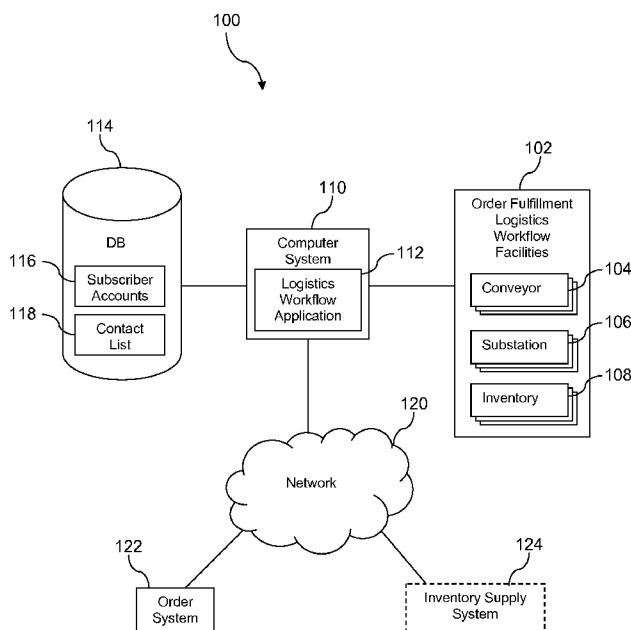 100
114
DB
116
Subscriber
Accounts
118
Contact
List
110
Computer
System
112
Logistics
Workflow
Application
102
Order Fulfillment
Logistics
Workflow
Facilities
Conveyor
104
Substation
106
Inventory
108
120
Network
122
Order
System
124
Inventory Supply
System